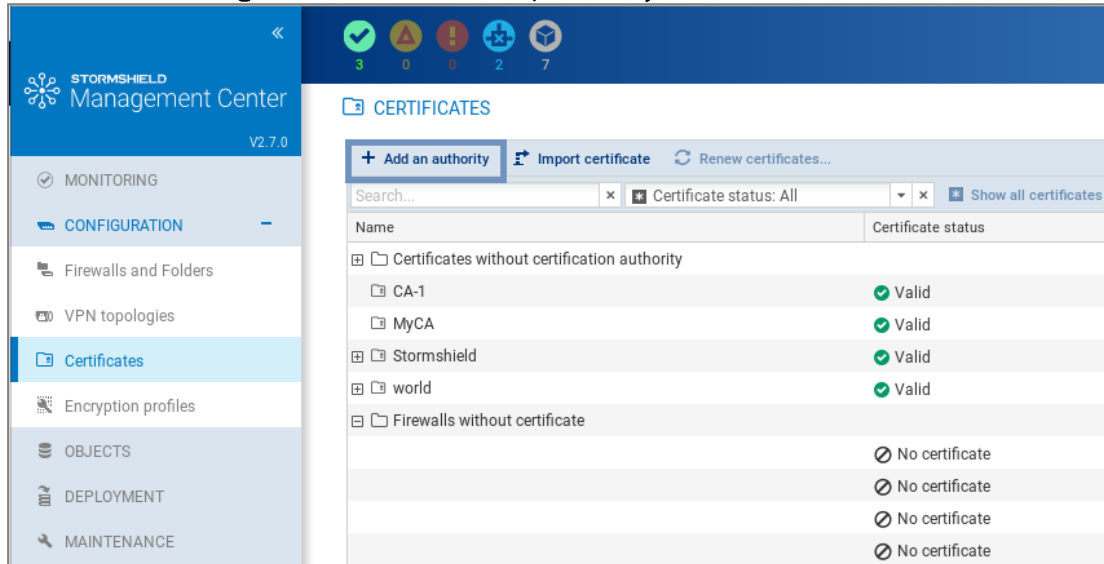 «
STORMSHIELD
Management Center
V2.7.0
MONITORING
CONFIGURATION −
Firewalls and Folders
VPN topologies
Certificates
Encryption profiles
OBJECTS
DEPLOYMENT
MAINTENANCE
3 0 0 2 7
CERTIFICATES
+ Add an authority Import certificate Renew certificates...
Search... × Certificate status: All × Show all certificates
Name Certificate status
Certificates without certification authority
CA-1 Valid
MyCA Valid
Stormshield Valid
world Valid
Firewalls without certificate
No certificate
No certificate
No certificate
No certificate